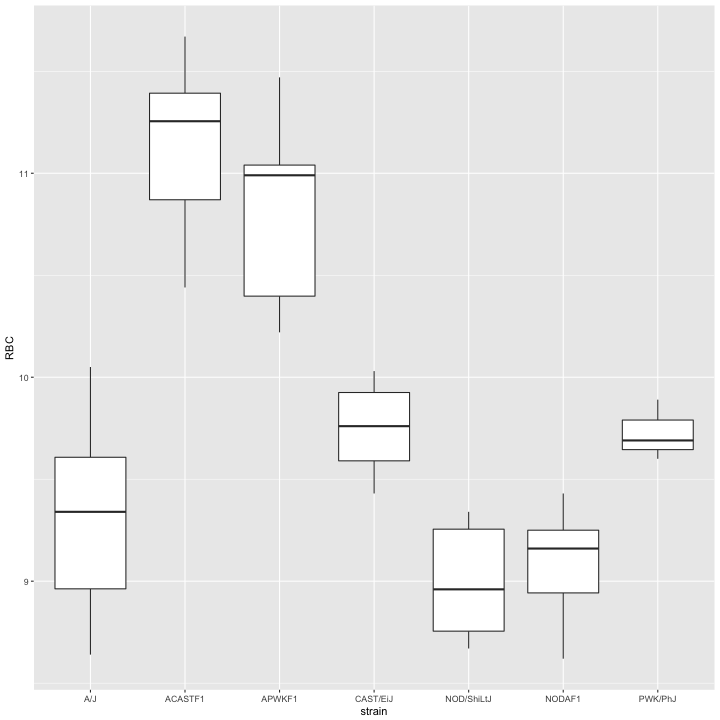 RBC
11
10
9
A/J ACASTF1 APWKF1 CAST/EiJ NOD/ShiLtJ NODAF1 PWK/PhJ
strain